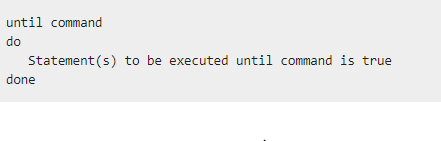 until command
do
   Statement(s) to be executed until command is true
done